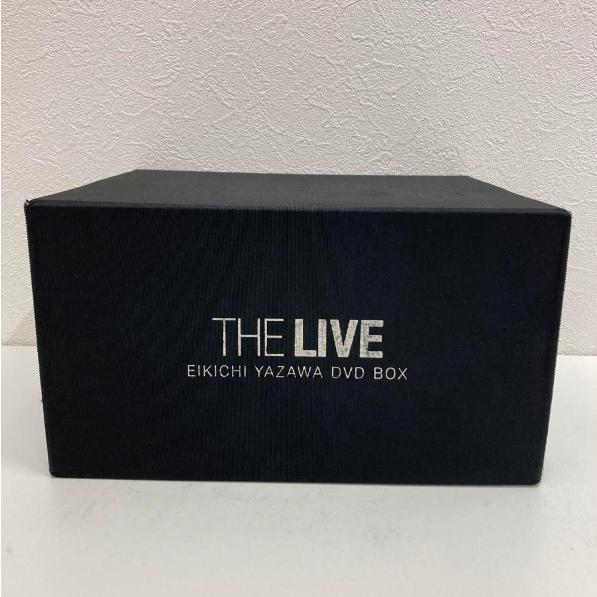 THE LIVE
EIKICHI YAZAWA DVD BOX